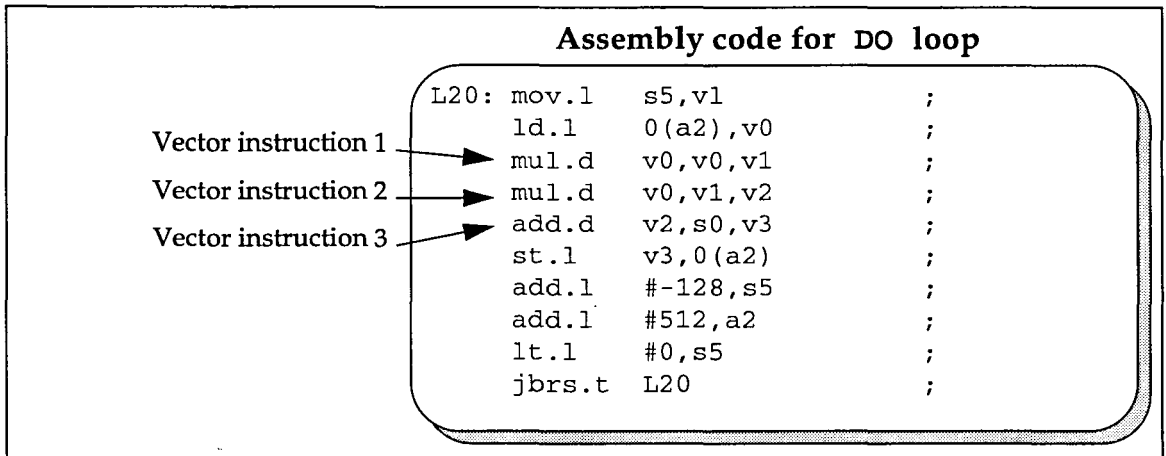 Assembly code for DO loop
L20: mov.l s5,vl ;
ld.l 0(a2),v0 ;
Vector instruction 1
mul.d v0,v0,v1 ;
Vector instruction 2
mul.d v0,v1,v2 ;
Vector instruction 3
add.d v2,s0,v3 ;
st.l v3,0(a2) ;
add.l #-128,s5 ;
add.l #512,a2 ;
lt.l #0,s5 ;
jbrs.t L20 ;